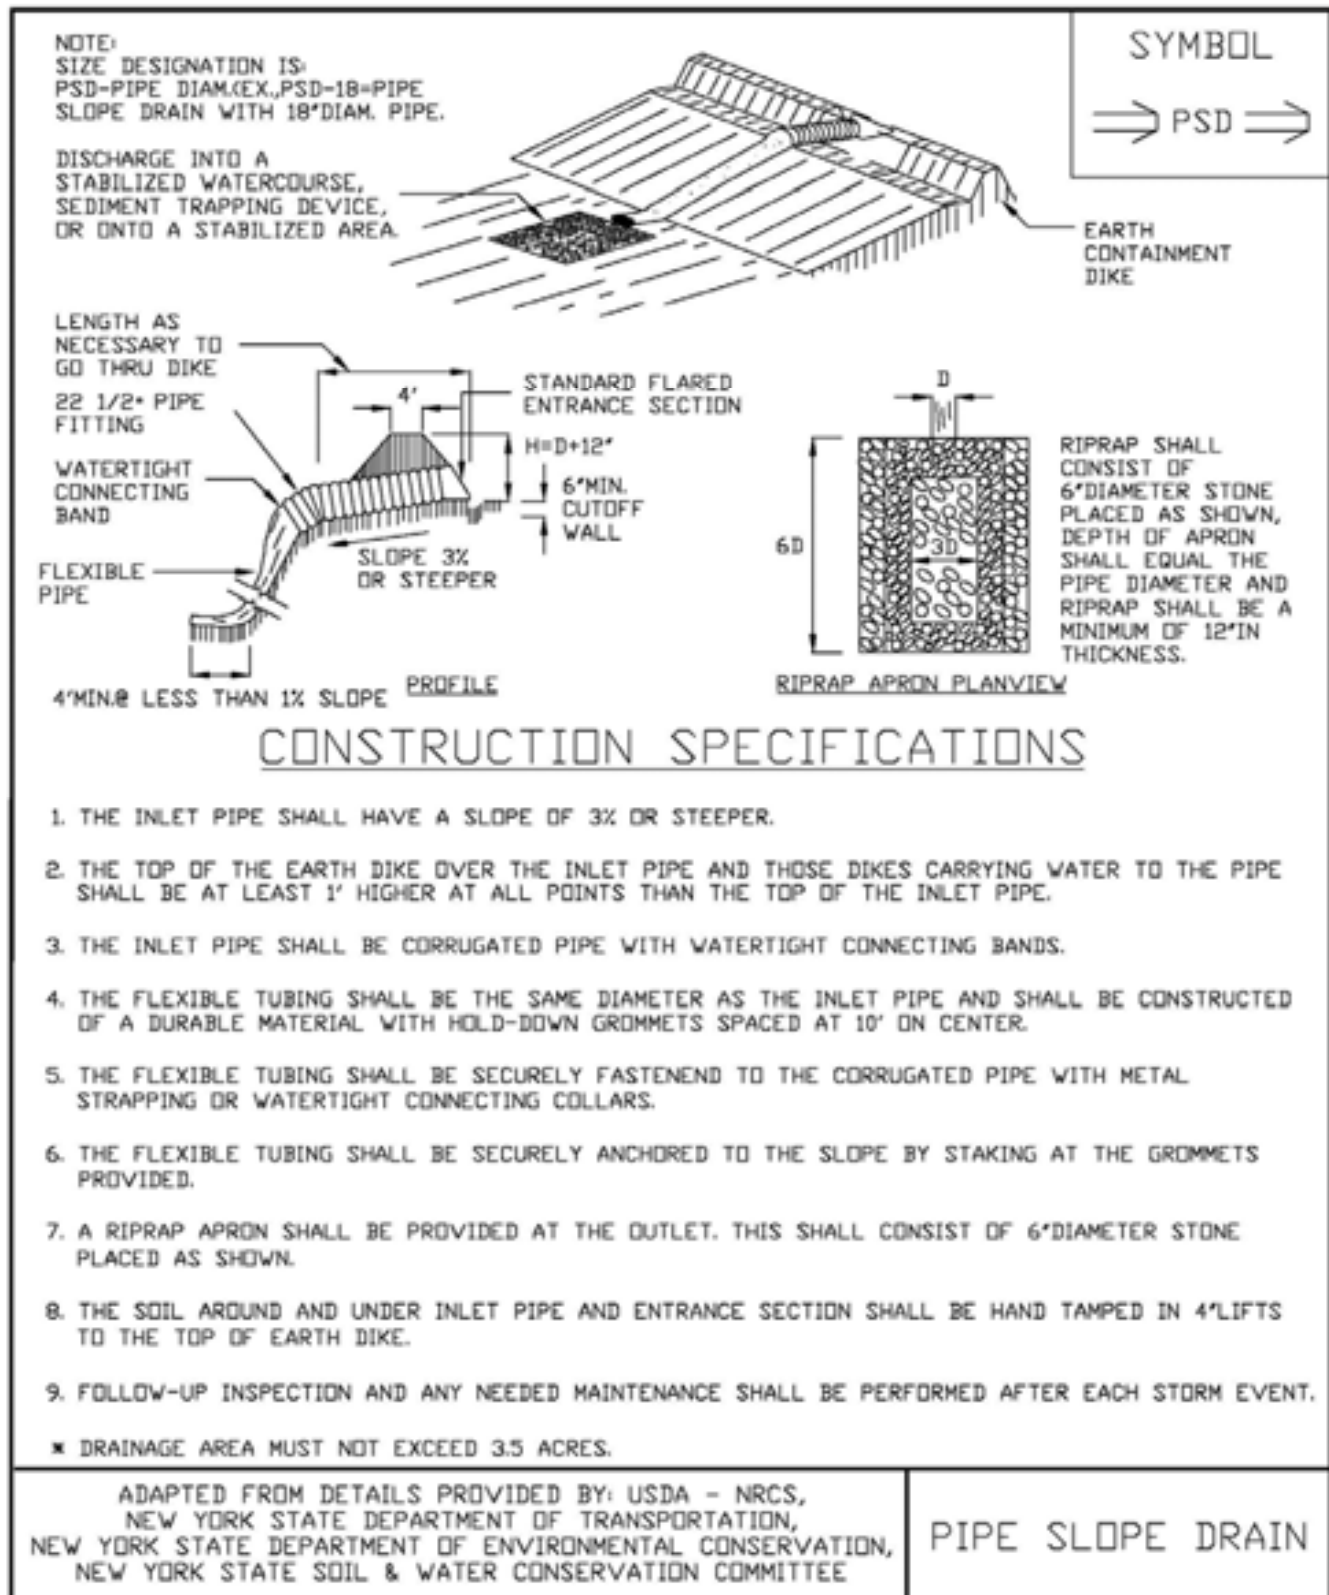 NOTE:
SIZE DESIGNATION IS:
PSD-PIPE DIAM.(EX.,PSD-18=PIPE
SLOPE DRAIN WITH 18"DIAM. PIPE.
DISCHARGE INTO A
STABILIZED WATERCOURSE,
SEDIMENT TRAPPING DEVICE,
OR ONTO A STABILIZED AREA.
SYMBOL
PSD
EARTH
CONTAINMENT
DIKE
LENGTH AS
NECESSARY TO
GO THRU DIKE
22 1/2° PIPE
FITTING
WATERTIGHT
CONNECTING
BAND
FLEXIBLE
PIPE
4'
STANDARD FLARED
ENTRANCE SECTION
H=D+12"
6"MIN.
CUTOFF
WALL
SLOPE 3%
OR STEEPER
4'MIN.@ LESS THAN 1% SLOPE
PROFILE
D
6D
3D
RIPRAP SHALL
CONSIST OF
6"DIAMETER STONE
PLACED AS SHOWN,
DEPTH OF APRON
SHALL EQUAL THE
PIPE DIAMETER AND
RIPRAP SHALL BE A
MINIMUM OF 12"IN
THICKNESS.
RIPRAP APRON PLANVIEW
CONSTRUCTION SPECIFICATIONS
1. THE INLET PIPE SHALL HAVE A SLOPE OF 3% OR STEEPER.
2. THE TOP OF THE EARTH DIKE OVER THE INLET PIPE AND THOSE DIKES CARRYING WATER TO THE PIPE
SHALL BE AT LEAST 1' HIGHER AT ALL POINTS THAN THE TOP OF THE INLET PIPE.
3. THE INLET PIPE SHALL BE CORRUGATED PIPE WITH WATERTIGHT CONNECTING BANDS.
4. THE FLEXIBLE TUBING SHALL BE THE SAME DIAMETER AS THE INLET PIPE AND SHALL BE CONSTRUCTED
OF A DURABLE MATERIAL WITH HOLD-DOWN GROMMETS SPACED AT 10' ON CENTER.
5. THE FLEXIBLE TUBING SHALL BE SECURELY FASTENEND TO THE CORRUGATED PIPE WITH METAL
STRAPPING OR WATERTIGHT CONNECTING COLLARS.
6. THE FLEXIBLE TUBING SHALL BE SECURELY ANCHORED TO THE SLOPE BY STAKING AT THE GROMMETS
PROVIDED.
7. A RIPRAP APRON SHALL BE PROVIDED AT THE OUTLET. THIS SHALL CONSIST OF 6"DIAMETER STONE
PLACED AS SHOWN.
8. THE SOIL AROUND AND UNDER INLET PIPE AND ENTRANCE SECTION SHALL BE HAND TAMPED IN 4"LIFTS
TO THE TOP OF EARTH DIKE.
9. FOLLOW-UP INSPECTION AND ANY NEEDED MAINTENANCE SHALL BE PERFORMED AFTER EACH STORM EVENT.
* DRAINAGE AREA MUST NOT EXCEED 3.5 ACRES.
ADAPTED FROM DETAILS PROVIDED BY: USDA - NRCS,
NEW YORK STATE DEPARTMENT OF TRANSPORTATION,
NEW YORK STATE DEPARTMENT OF ENVIRONMENTAL CONSERVATION,
NEW YORK STATE SOIL & WATER CONSERVATION COMMITTEE
PIPE SLOPE DRAIN